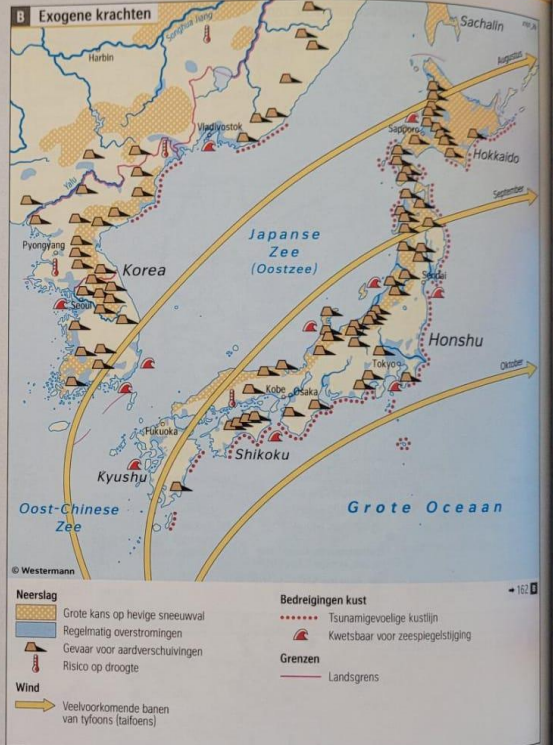 B Exogene krachten
Songhua Jiang
Sachalin
Harbin
Augustus
Vladivostok
Sapporo
Hokkaido
Yalu
September
Japanse
Zee
(Oostzee)
Pyongyang
Korea
Sendai
Seoul
Honshu
Tokyo
Oktober
Kobe
Osaka
Fukuoka
Shikoku
Kyushu
Oost-Chinese
Zee
Grote Oceaan
© Westermann
162
Neerslag
Grote kans op hevige sneeuwval
Regelmatig overstromingen
Gevaar voor aardverschuivingen
Risico op droogte
Wind
Veelvoorkomende banen
van tyfoons (taifoens)
Bedreigingen kust
Tsunamigevoelige kustlijn
Kwetsbaar voor zeespiegelstijging
Grenzen
Landsgrens